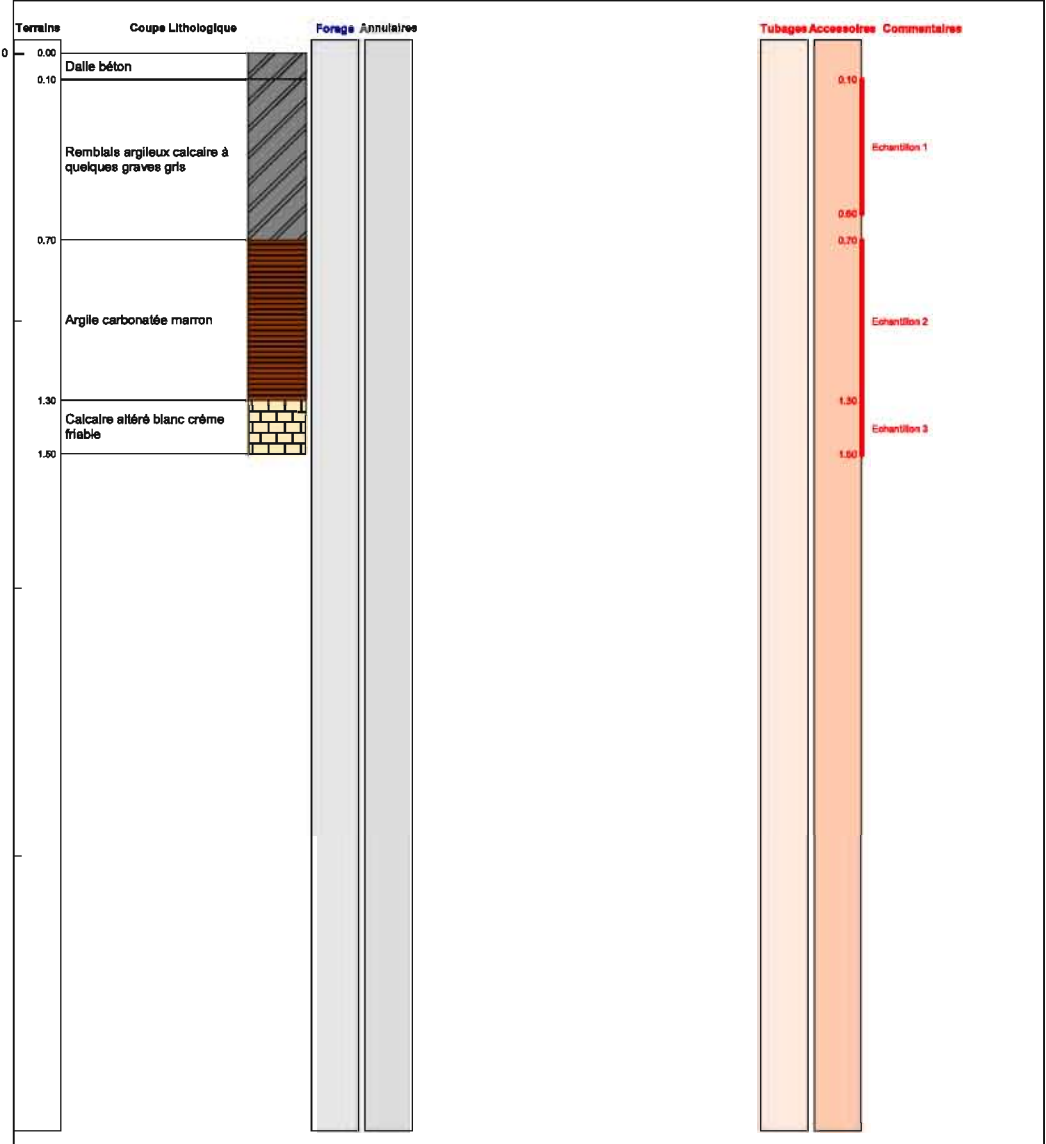 Terrains Coupe Lithologique Forage Annulaires Tubages Accessoires Commentaires
0 0.00
Dalle béton
0.10 0.10
Remblais argileux calcaire à
quelques graves gris
Echantillon 1
0.60
0.70 0.70
Argile carbonatée marron Echantillon 2
1.30 1.30
Calcaire altéré blanc crème
friable
Echantillon 3
1.50 1.50